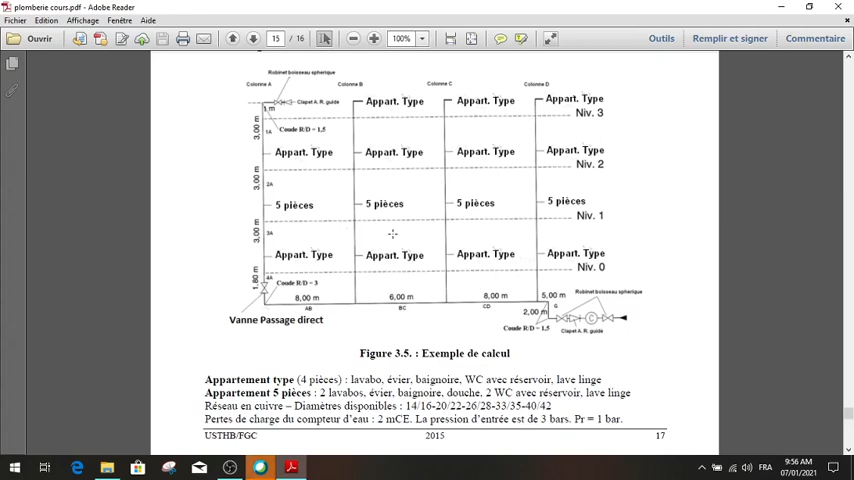 plomberie cours.pdf - Adobe Reader
Fichier Edition Affichage Fenêtre Aide
Ouvrir 15 / 16 100% Outils Remplir et signer Commentaire
Robinet boisseau spherique
Colonne A Colonne B Colonne C Colonne D
Clapet A. R. guide Appart. Type Appart. Type Appart. Type
1 m
Niv. 3
3,00 m 1A Coude R/D = 1,5
Appart. Type Appart. Type Appart. Type Appart. Type
Niv. 2
3,00 m 2A
5 pièces 5 pièces 5 pièces 5 pièces
Niv. 1
3,00 m 3A
Appart. Type Appart. Type Appart. Type Appart. Type
Niv. 0
1,80 m 4A Coude R/D = 3
8,00 m 6,00 m 8,00 m 5,00 m Robinet boisseau spherique
AB BC CD G
2,00 m
Vanne Passage direct C
Coude R/D = 1,5 Clapet A. R. guide
Figure 3.5. : Exemple de calcul
Appartement type (4 pièces) : lavabo, évier, baignoire, WC avec réservoir, lave linge
Appartement 5 pièces : 2 lavabos, évier, baignoire, douche, 2 WC avec réservoir, lave linge
Réseau en cuivre – Diamètres disponibles : 14/16-20/22-26/28-33/35-40/42
Pertes de charge du compteur d'eau : 2 mCE. La pression d'entrée est de 3 bars. Pr = 1 bar.
USTHB/FGC 2015 17
FRA 9:56 AM
07/01/2021